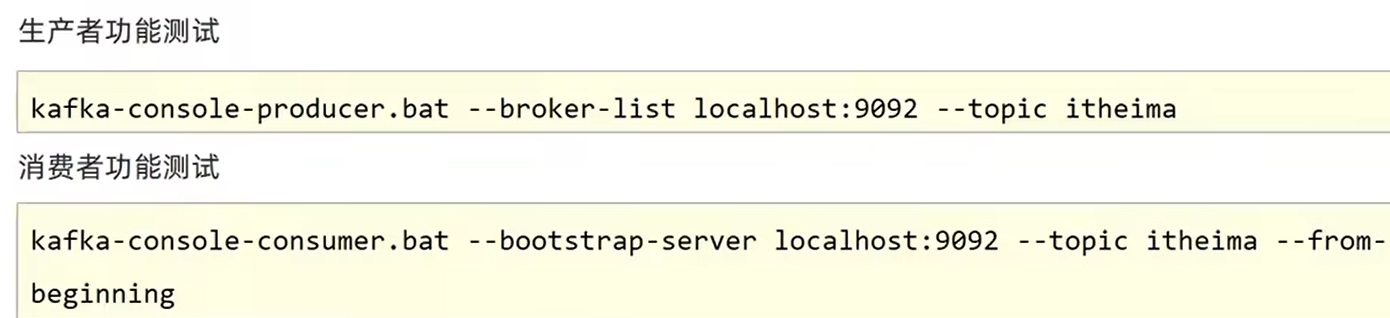 生产者功能测试
kafka-console-producer.bat --broker-list localhost:9092 --topic itheima
消费者功能测试
kafka-console-consumer.bat --bootstrap-server localhost:9092 --topic itheima --from-
beginning